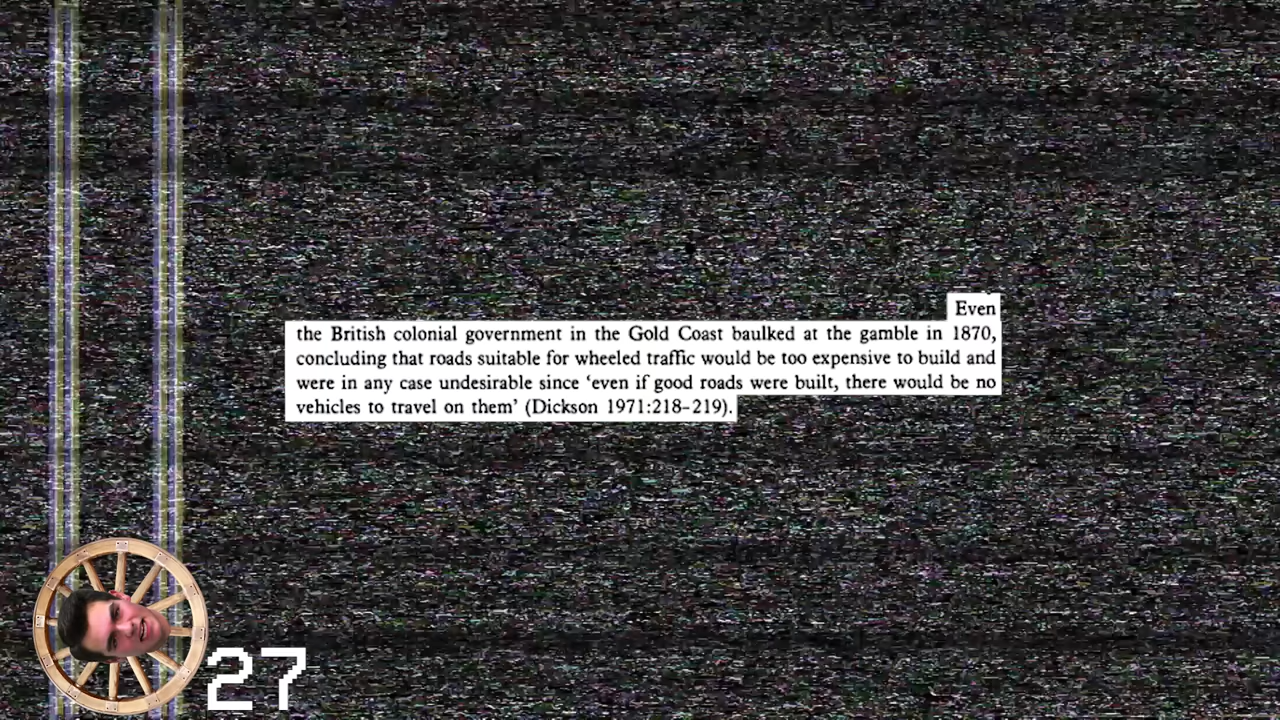 Even
the British colonial government in the Gold Coast baulked at the gamble in 1870,
concluding that roads suitable for wheeled traffic would be too expensive to build and
were in any case undesirable since ‘even if good roads were built, there would be no
vehicles to travel on them’ (Dickson 1971:218–219).
27